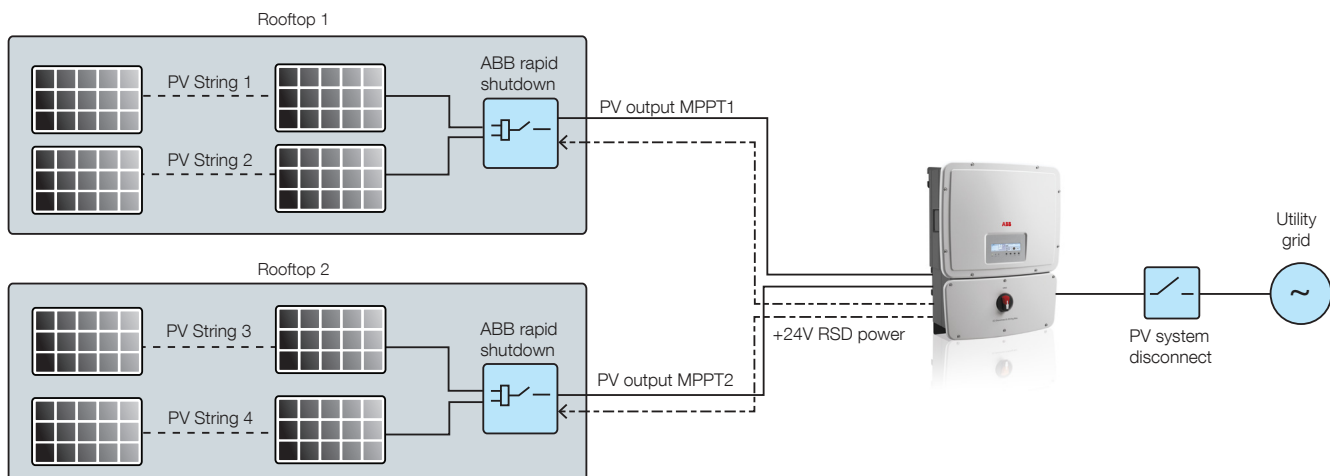 Rooftop 1
PV String 1
PV String 2
ABB rapid
shutdown
PV output MPPT1
Rooftop 2
PV String 3
PV String 4
ABB rapid
shutdown
PV output MPPT2
+24V RSD power
ABB
PV system
disconnect
Utility
grid
~